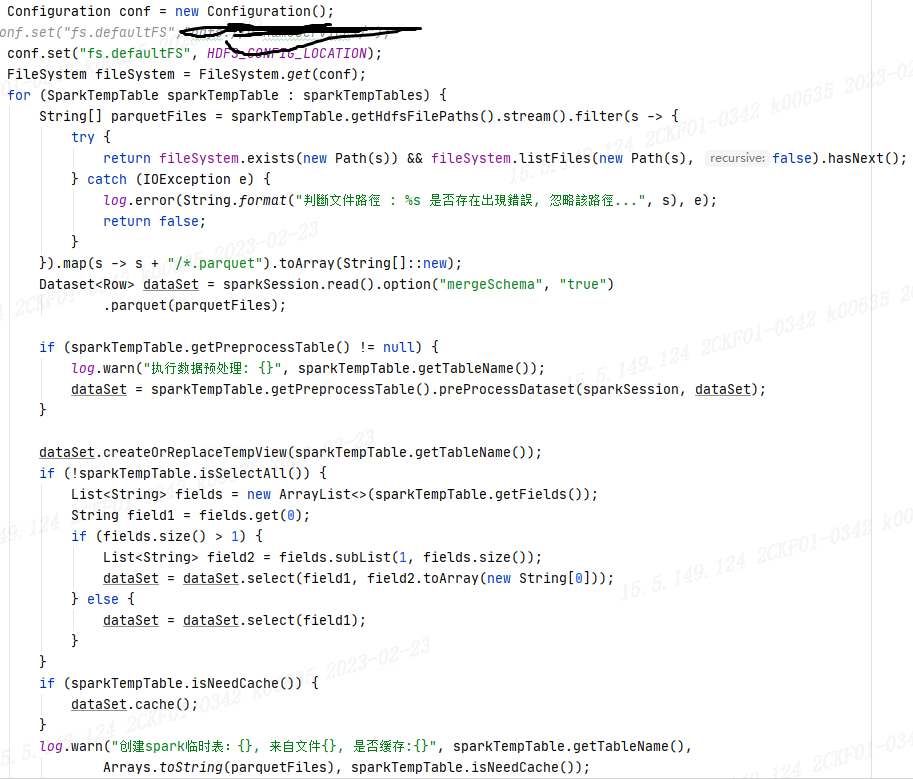 Configuration conf = new Configuration();
onf.set("fs.defaultFS",
conf.set("fs.defaultFS", HDFS_CONFIG_LOCATION);
FileSystem fileSystem = FileSystem.get(conf);
for (SparkTempTable sparkTempTable : sparkTempTables) {
String[] parquetFiles = sparkTempTable.getHdfsFilePaths().stream().filter(s -> {
try {
return fileSystem.exists(new Path(s)) && fileSystem.listFiles(new Path(s), recursive: false).hasNext();
} catch (IOException e) {
log.error(String.format("判斷文件路徑 : %s 是否存在出現錯誤, 忽略該路徑...", s), e);
return false;
}
}).map(s -> s + "/*.parquet").toArray(String[]::new);
Dataset<Row> dataSet = sparkSession.read().option("mergeSchema", "true")
.parquet(parquetFiles);
if (sparkTempTable.getPreprocessTable() != null) {
log.warn("执行数据预处理: {}", sparkTempTable.getTableName());
dataSet = sparkTempTable.getPreprocessTable().preProcessDataset(sparkSession, dataSet);
}
dataSet.createOrReplaceTempView(sparkTempTable.getTableName());
if (!sparkTempTable.isSelectAll()) {
List<String> fields = new ArrayList<>(sparkTempTable.getFields());
String field1 = fields.get(0);
if (fields.size() > 1) {
List<String> field2 = fields.subList(1, fields.size());
dataSet = dataSet.select(field1, field2.toArray(new String[0]));
} else {
dataSet = dataSet.select(field1);
}
}
if (sparkTempTable.isNeedCache()) {
dataSet.cache();
}
log.warn("创建spark临时表: {}, 来自文件{}, 是否缓存:{}", sparkTempTable.getTableName(),
Arrays.toString(parquetFiles), sparkTempTable.isNeedCache());
15.5.149.124 2CKF01-0342 k00635 2023-02-23